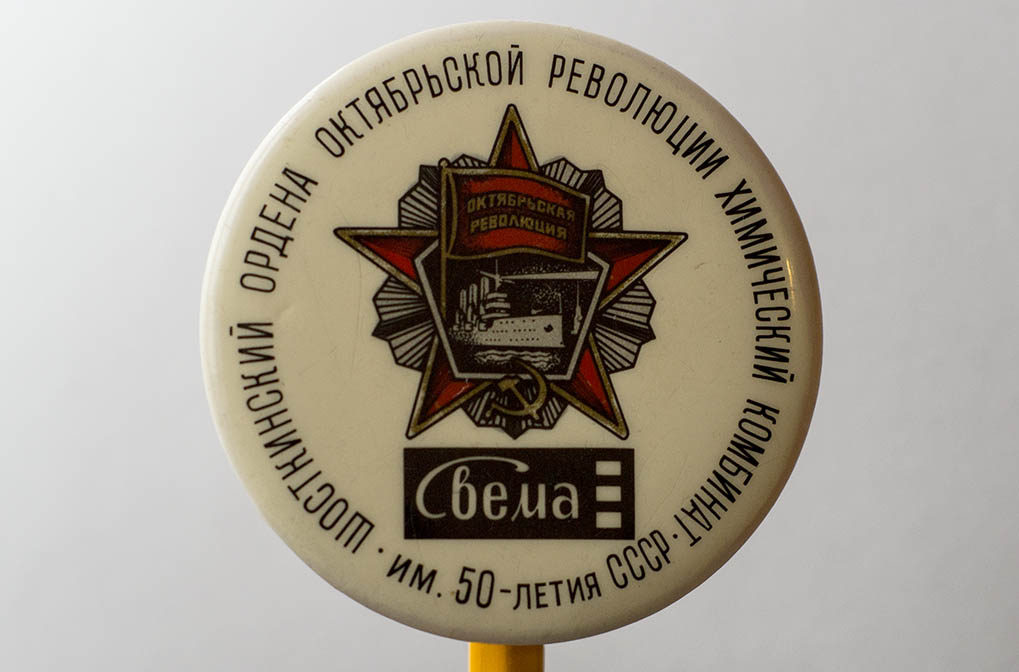 ШОСТКИНСКИЙ ОРДЕНА ОКТЯБРЬСКОЙ РЕВОЛЮЦИИ ХИМИЧЕСКИЙ КОМБИНАТ
· ИМ. 50-ЛЕТИЯ СССР ·
ОКТЯБРЬСКАЯ
РЕВОЛЮЦИЯ
Свема